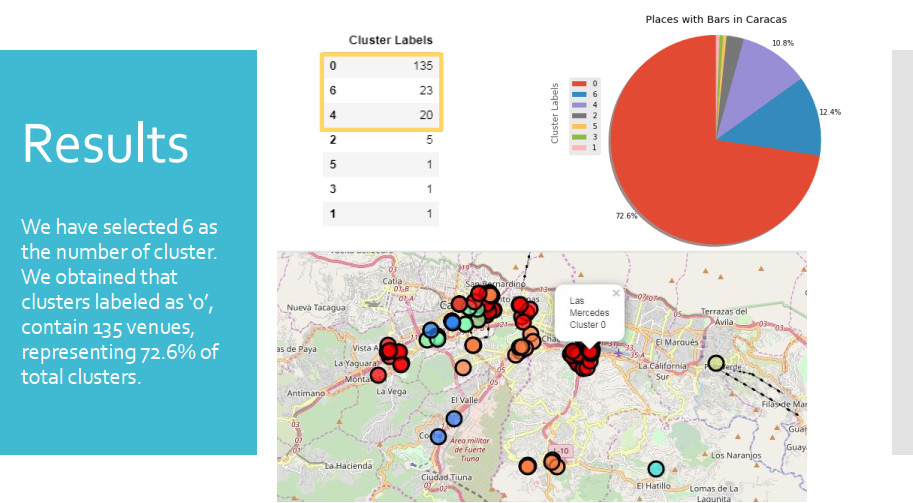 Results
We have selected 6 as
the number of cluster.
We obtained that
clusters labeled as ‘0’,
contain 135 venues,
representing 72.6% of
total clusters.
Cluster Labels
0 135
6 23
4 20
2 5
5 1
3 1
1 1
Places with Bars in Caracas
10.8%
12.4%
72.6%
Cluster Labels
0
6
4
2
5
3
1
Catia
San Bernardino
Nueva Tacagua
Las
Mercedes
Cluster 0
×
Terrazas del
Ávila
El Marqués
La California
Sur
as de Paya
Vista A
La Yaguara
Monta
La Vega
Antimano
El Valle
Filas de Mar
Guar
Guay
Área militar
de Fuerte
Tiuna
Co
La Hacienda
Ciudad Tiuna
Los Naranjos
El Hatillo
Lomas de La
Lagunita